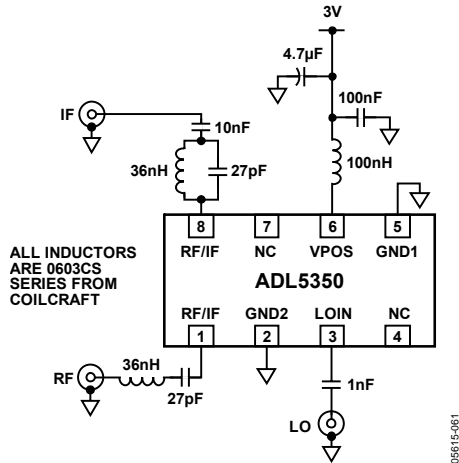 3V
4.7µF
100nF
IF
10nF
36nH
27pF
100nH
8
7
6
5
RF/IF
NC
VPOS
GND1
ALL INDUCTORS
ARE 0603CS
SERIES FROM
COILCRAFT
ADL5350
RF/IF
GND2
LOIN
NC
1
2
3
4
RF
36nH
27pF
1nF
LO
05615-061